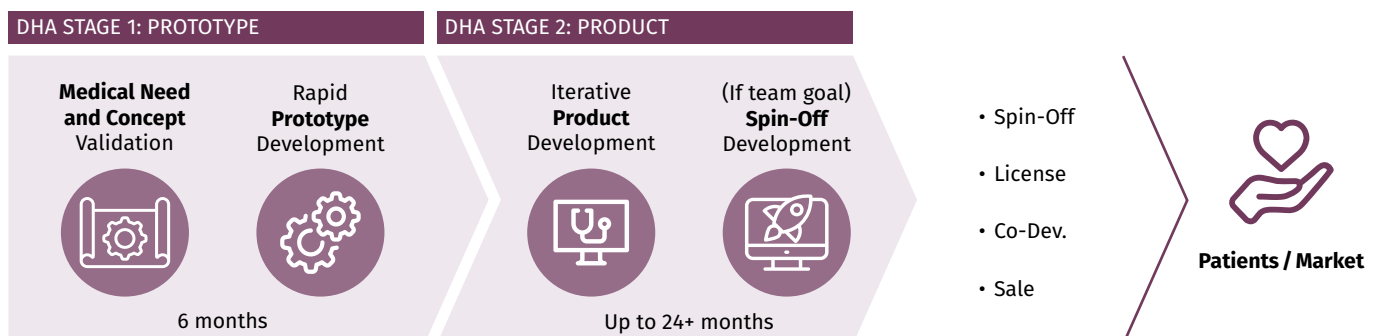 DHA STAGE 1: PROTOTYPE
Medical Need
and Concept
Validation
Rapid
Prototype
Development
6 months
DHA STAGE 2: PRODUCT
Iterative
Product
Development
(If team goal)
Spin-Off
Development
Up to 24+ months
• Spin-Off
• License
• Co-Dev.
• Sale
Patients / Market